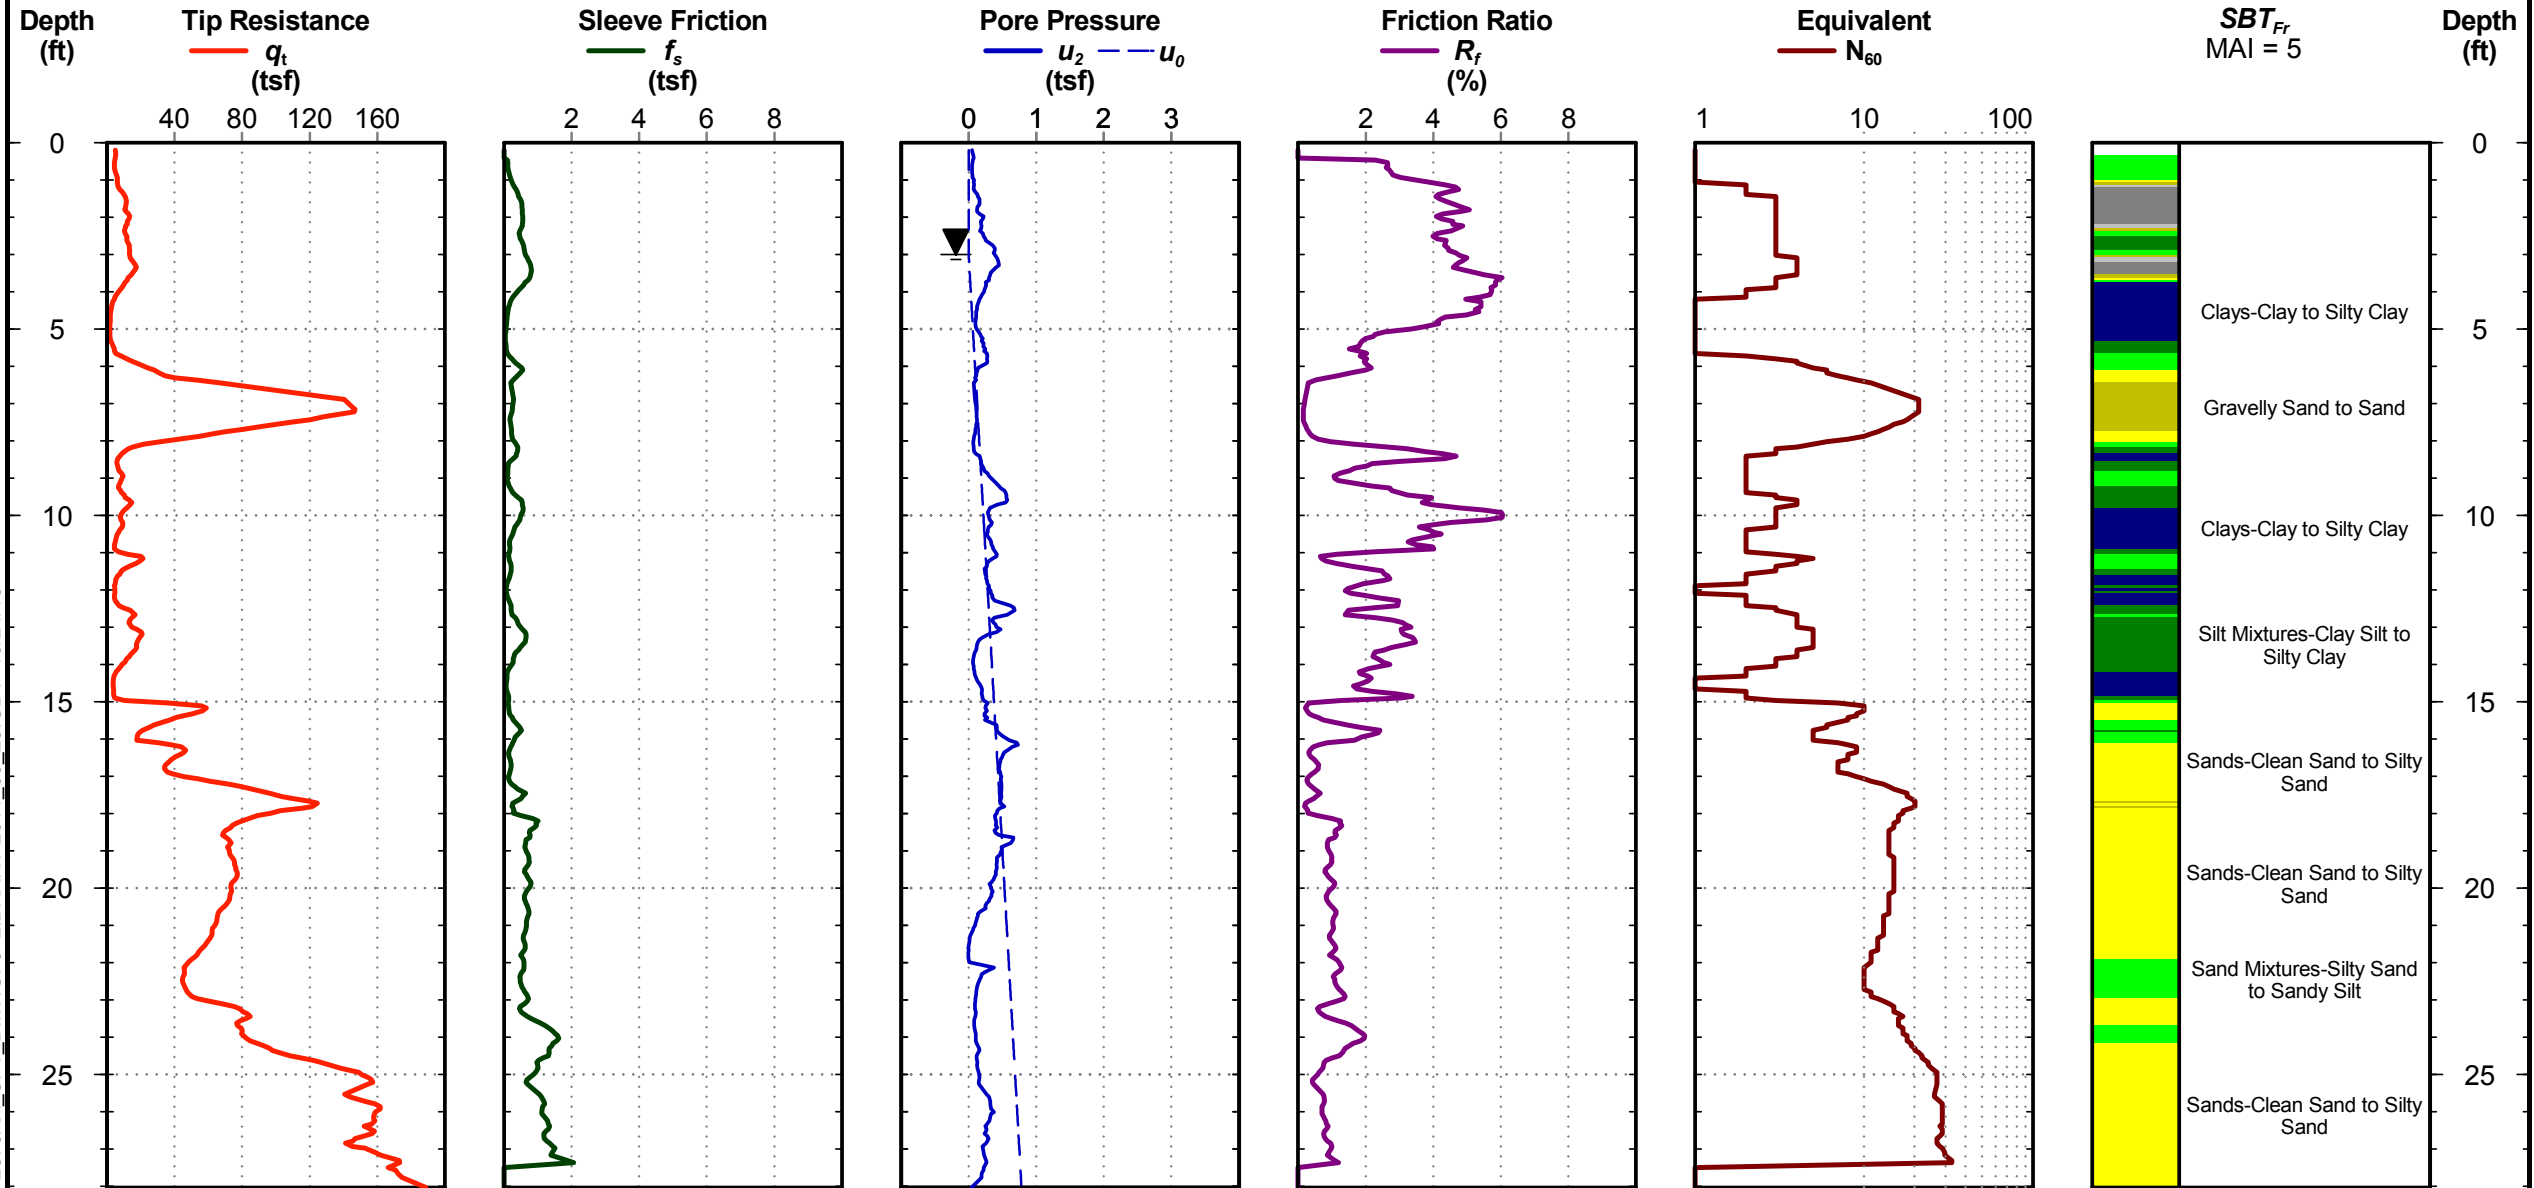 Depth
(ft)
Tip Resistance
qt
(tsf)
Sleeve Friction
fs
(tsf)
Pore Pressure
u2 u0
(tsf)
Friction Ratio
Rf
(%)
Equivalent
N60
SBTFr
MAI = 5
Depth
(ft)
40 80 120 160
2 4 6 8
0 1 2 3
2 4 6 8
1 10 100
0
5
10
15
20
25
Clays-Clay to Silty Clay
Gravelly Sand to Sand
Clays-Clay to Silty Clay
Silt Mixtures-Clay Silt to
Silty Clay
Sands-Clean Sand to Silty
Sand
Sands-Clean Sand to Silty
Sand
Sand Mixtures-Silty Sand
to Sandy Silt
Sands-Clean Sand to Silty
Sand
0
5
10
15
20
25